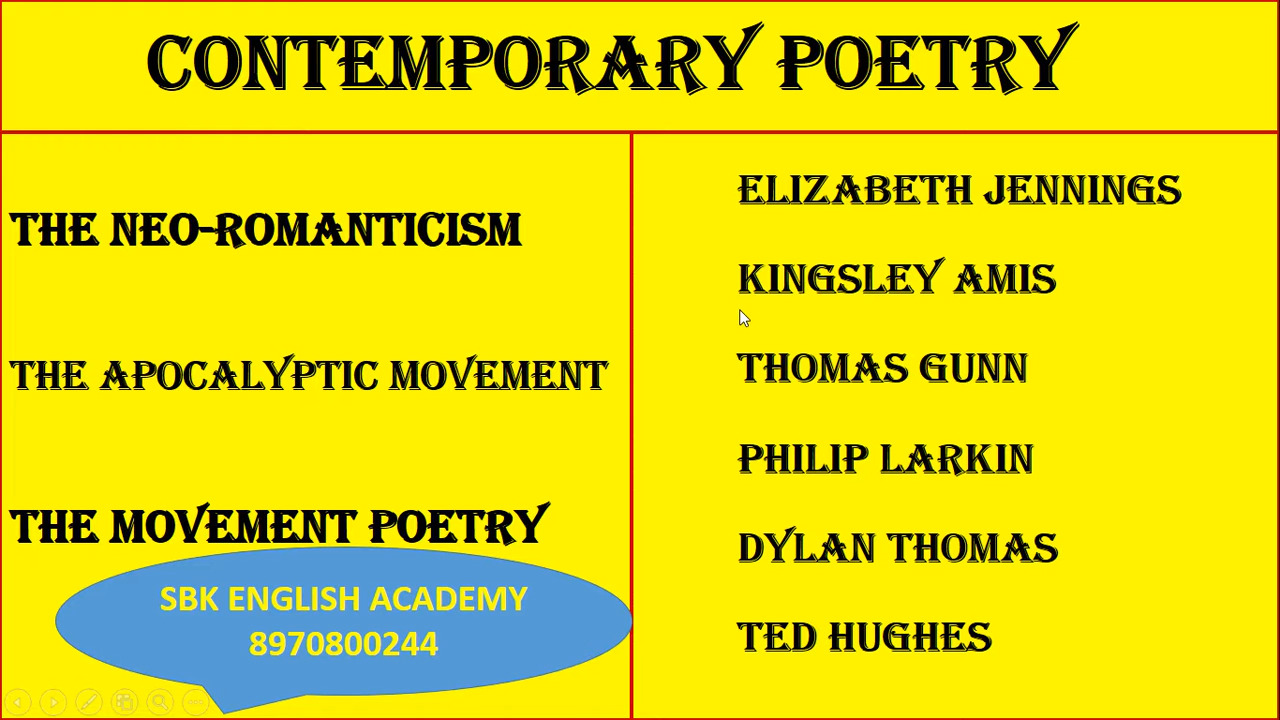 CONTEMPORARY POETRY
THE NEO-ROMANTICISM
THE APOCALYPTIC MOVEMENT
THE MOVEMENT POETRY
SBK ENGLISH ACADEMY
8970800244
ELIZABETH JENNINGS
KINGSLEY AMIS
THOMAS GUNN
PHILIP LARKIN
DYLAN THOMAS
TED HUGHES